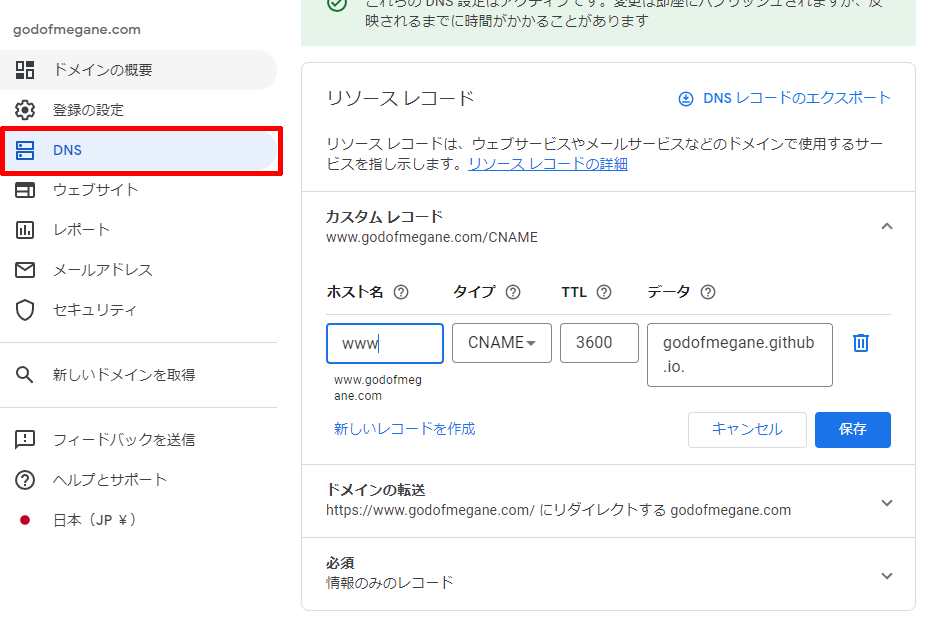 godofmegane.com
ドメインの概要
登録の設定
DNS
ウェブサイト
レポート
メールアドレス
セキュリティ
新しいドメインを取得
フィードバックを送信
ヘルプとサポート
日本（JP ￥）
これらの DNS 設定はアクティブです。変更は即座にパブリッシュされますが、反
映されるまでに時間がかかることがあります
リソース レコード
DNS レコードのエクスポート
リソース レコードは、ウェブサービスやメールサービスなどのドメインで使用するサー
ビスを指し示します。リソース レコードの詳細
カスタム レコード
www.godofmegane.com/CNAME
ホスト名 タイプ TTL データ
www CNAME 3600 godofmegane.github
.io.
www.godofmeg
ane.com
新しいレコードを作成
キャンセル 保存
ドメインの転送
https://www.godofmegane.com/ にリダイレクトする godofmegane.com
必須
情報のみのレコード